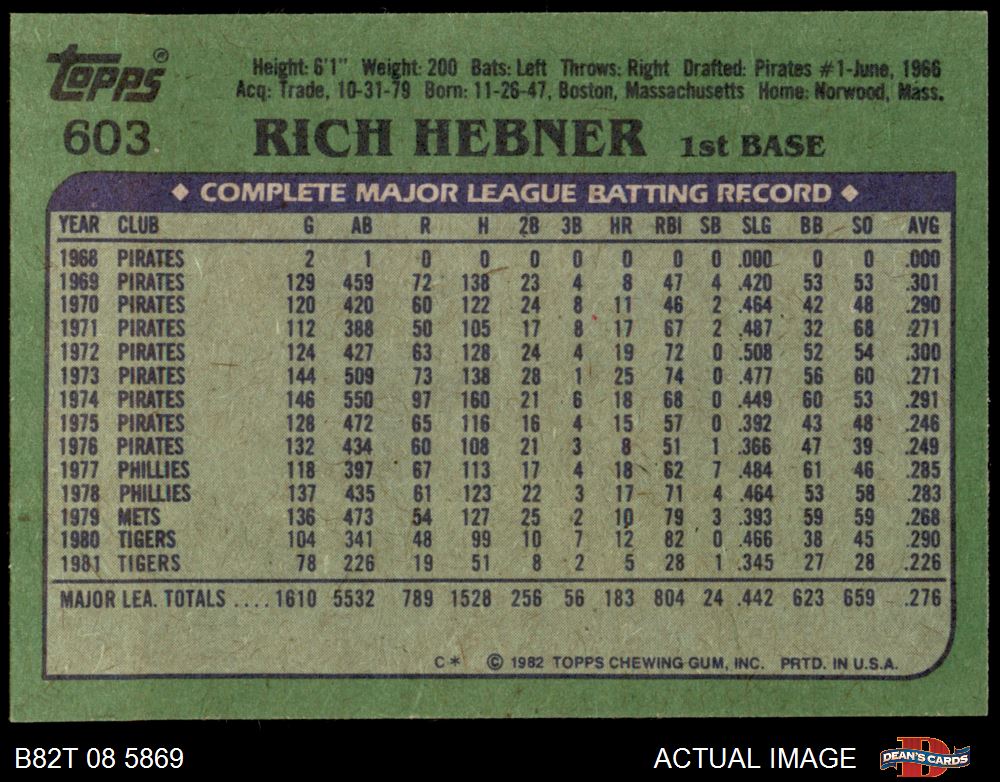 Topps®
Height: 6'1" Weight: 200 Bats: Left Throws: Right Drafted: Pirates #1-June, 1966
Acq: Trade, 10-31-79 Born: 11-26-47, Boston, Massachusetts Home: Norwood, Mass.
603 RICH HEBNER 1st BASE
◆ COMPLETE MAJOR LEAGUE BATTING RECORD ◆
YEAR CLUB G AB R H 2B 3B HR RBI SB SLG BB SO AVG
1968 PIRATES 2 1 0 0 0 0 0 0 0 .000 0 0 .000
1969 PIRATES 129 459 72 138 23 4 8 47 4 .420 53 53 .301
1970 PIRATES 120 420 60 122 24 8 11 46 2 .464 42 48 .290
1971 PIRATES 112 388 50 105 17 8 17 67 2 .487 32 68 .271
1972 PIRATES 124 427 63 128 24 4 19 72 0 .508 52 54 .300
1973 PIRATES 144 509 73 138 28 1 25 74 0 .477 56 60 .271
1974 PIRATES 146 550 97 160 21 6 18 68 0 .449 60 53 .291
1975 PIRATES 128 472 65 116 16 4 15 57 0 .392 43 48 .246
1976 PIRATES 132 434 60 108 21 3 8 51 1 .366 47 39 .249
1977 PHILLIES 118 397 67 113 17 4 18 62 7 .484 61 46 .285
1978 PHILLIES 137 435 61 123 22 3 17 71 4 .464 53 58 .283
1979 METS 136 473 54 127 25 2 10 79 3 .393 59 59 .268
1980 TIGERS 104 341 48 99 10 7 12 82 0 .466 38 45 .290
1981 TIGERS 78 226 19 51 8 2 5 28 1 .345 27 28 .226
MAJOR LEA. TOTALS .... 1610 5532 789 1528 256 56 183 804 24 .442 623 659 .276
C* © 1982 TOPPS CHEWING GUM, INC. PRTD. IN U.S.A.
B82T 08 5869 ACTUAL IMAGE DEAN'S CARDS